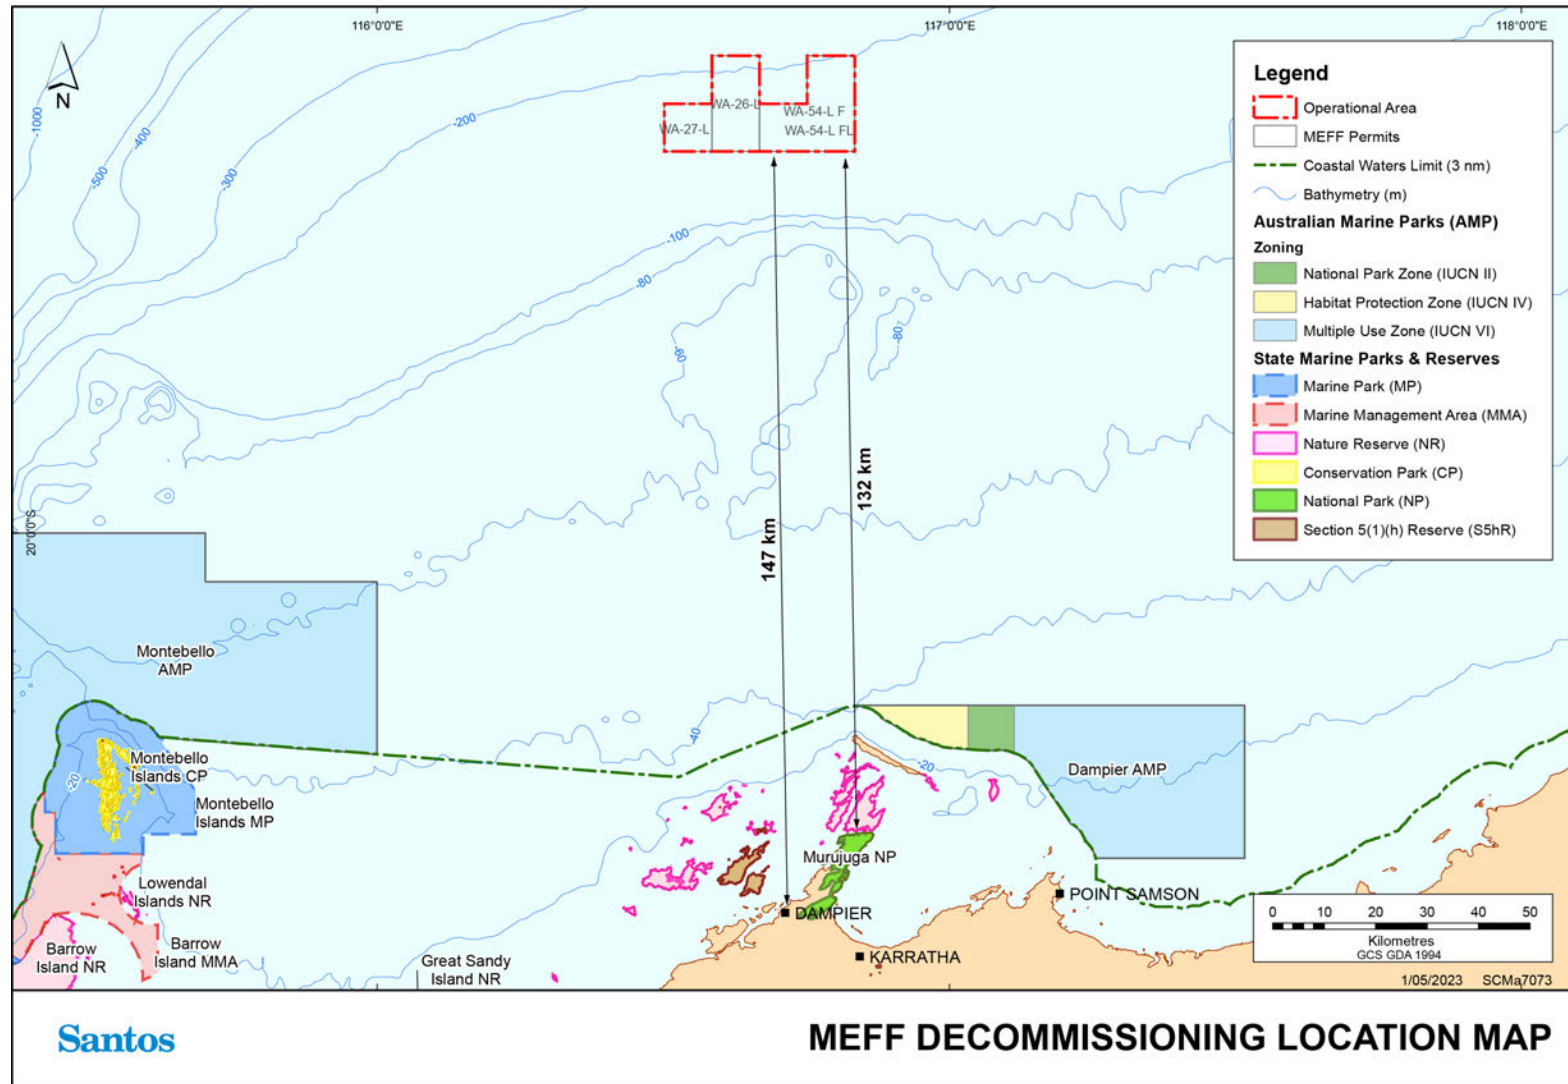 116°0'0"E
117°0'0"E
118°0'0"E
N
-1000
-400
-500
-300
-200
WA-26-L
WA-27-L
WA-54-L F
WA-54-L FL
-100
-80
-80
-60
20°0'0"S
147 km
132 km
Legend
Operational Area
MEFF Permits
Coastal Waters Limit (3 nm)
Bathymetry (m)
Australian Marine Parks (AMP)
Zoning
National Park Zone (IUCN II)
Habitat Protection Zone (IUCN IV)
Multiple Use Zone (IUCN VI)
State Marine Parks & Reserves
Marine Park (MP)
Marine Management Area (MMA)
Nature Reserve (NR)
Conservation Park (CP)
National Park (NP)
Section 5(1)(h) Reserve (S5hR)
Montebello
AMP
-40
-20
Montebello
Islands CP
-20
Montebello
Islands MP
Dampier AMP
Murujuga NP
Lowendal
Islands NR
POINT SAMSON
DAMPIER
Barrow
Island NR
Barrow
Island MMA
Great Sandy
Island NR
KARRATHA
0 10 20 30 40 50
Kilometres
GCS GDA 1994
1/05/2023 SCMa7073
Santos
MEFF DECOMMISSIONING LOCATION MAP